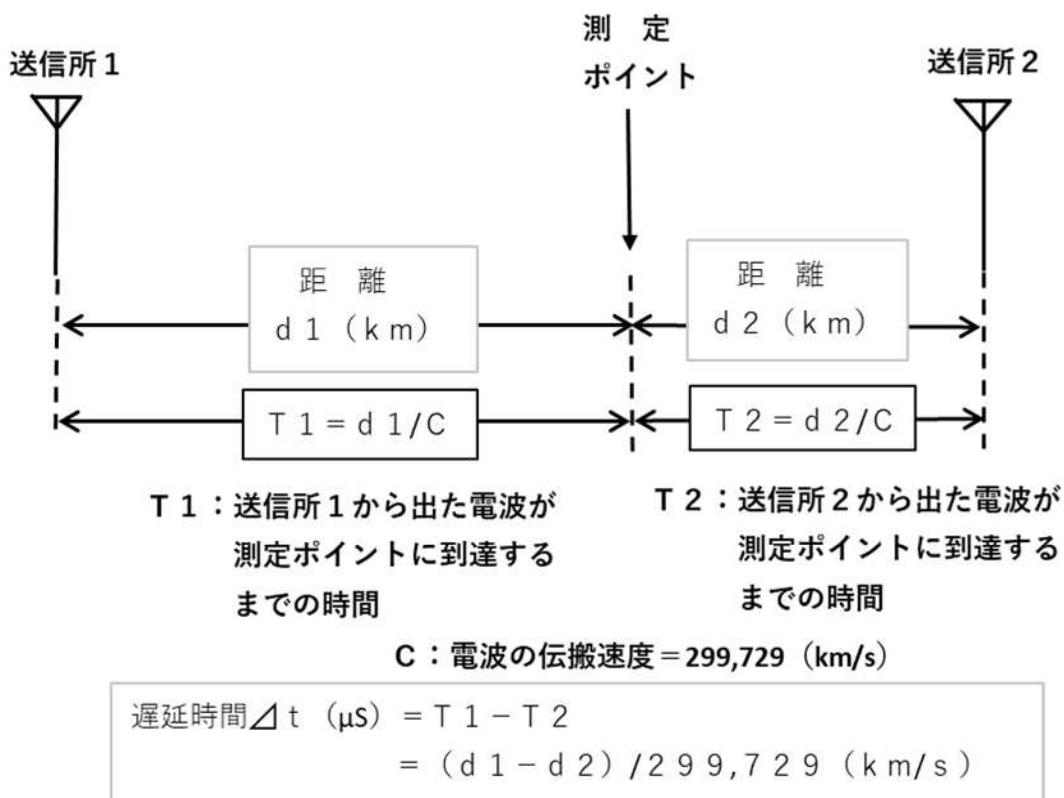 測　定
ポイント
送信所１
送信所２
距　離
ｄ１（ｋｍ）
距　離
ｄ２（ｋｍ）
Ｔ１＝ｄ１/Ｃ
Ｔ２＝ｄ２/Ｃ
Ｔ１：送信所１から出た電波が
測定ポイントに到達する
までの時間
Ｔ２：送信所２から出た電波が
測定ポイントに到達する
までの時間
Ｃ：電波の伝搬速度＝299,729（km/s）
遅延時間⊿ｔ（μS）＝Ｔ１－Ｔ２
＝（ｄ１－ｄ２）/２９９,７２９（ｋｍ/ｓ）